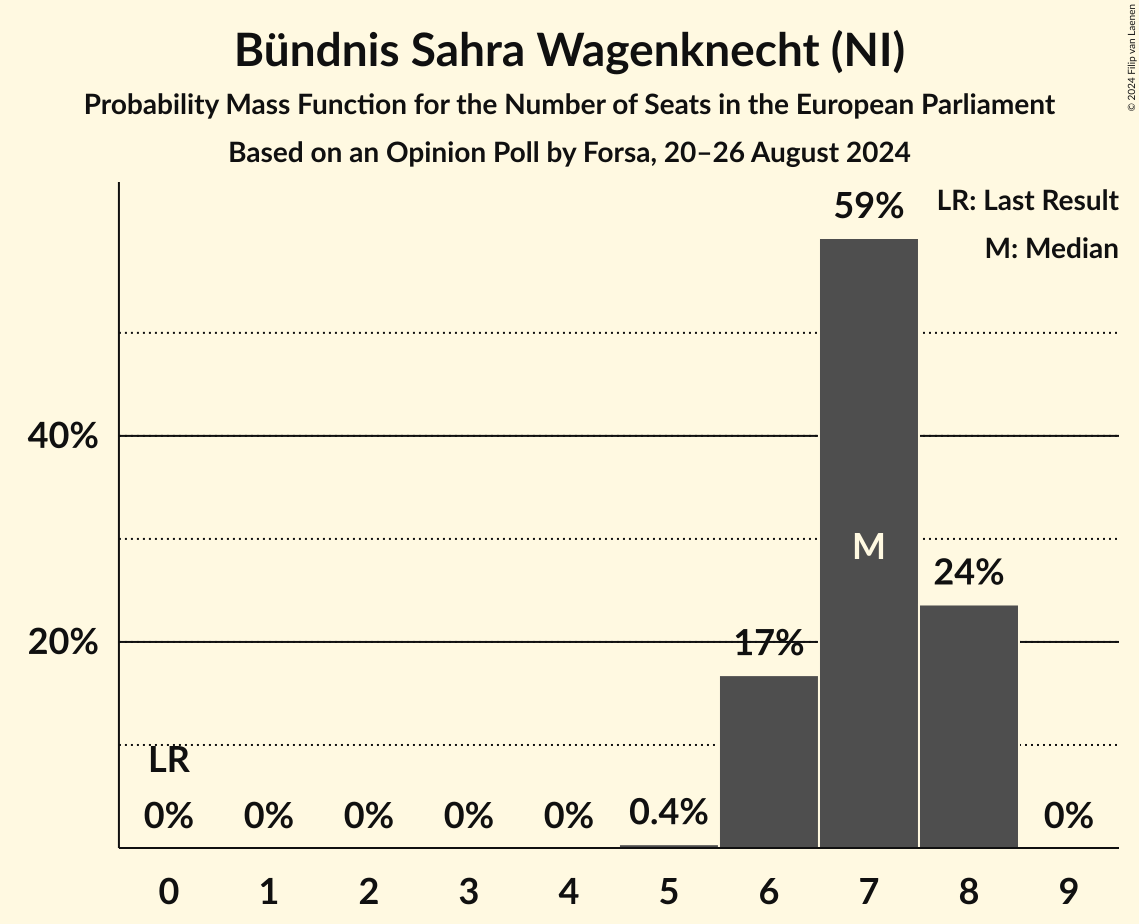 Bündnis Sahra Wagenknecht (NI)
Probability Mass Function for the Number of Seats in the European Parliament
Based on an Opinion Poll by Forsa, 20–26 August 2024
© 2024 Filip van Laenen
LR: Last Result
M: Median
59%
40%
M
24%
20%
17%
LR
0%
0%
0%
0%
0%
0.4%
0%
0
1
2
3
4
5
6
7
8
9